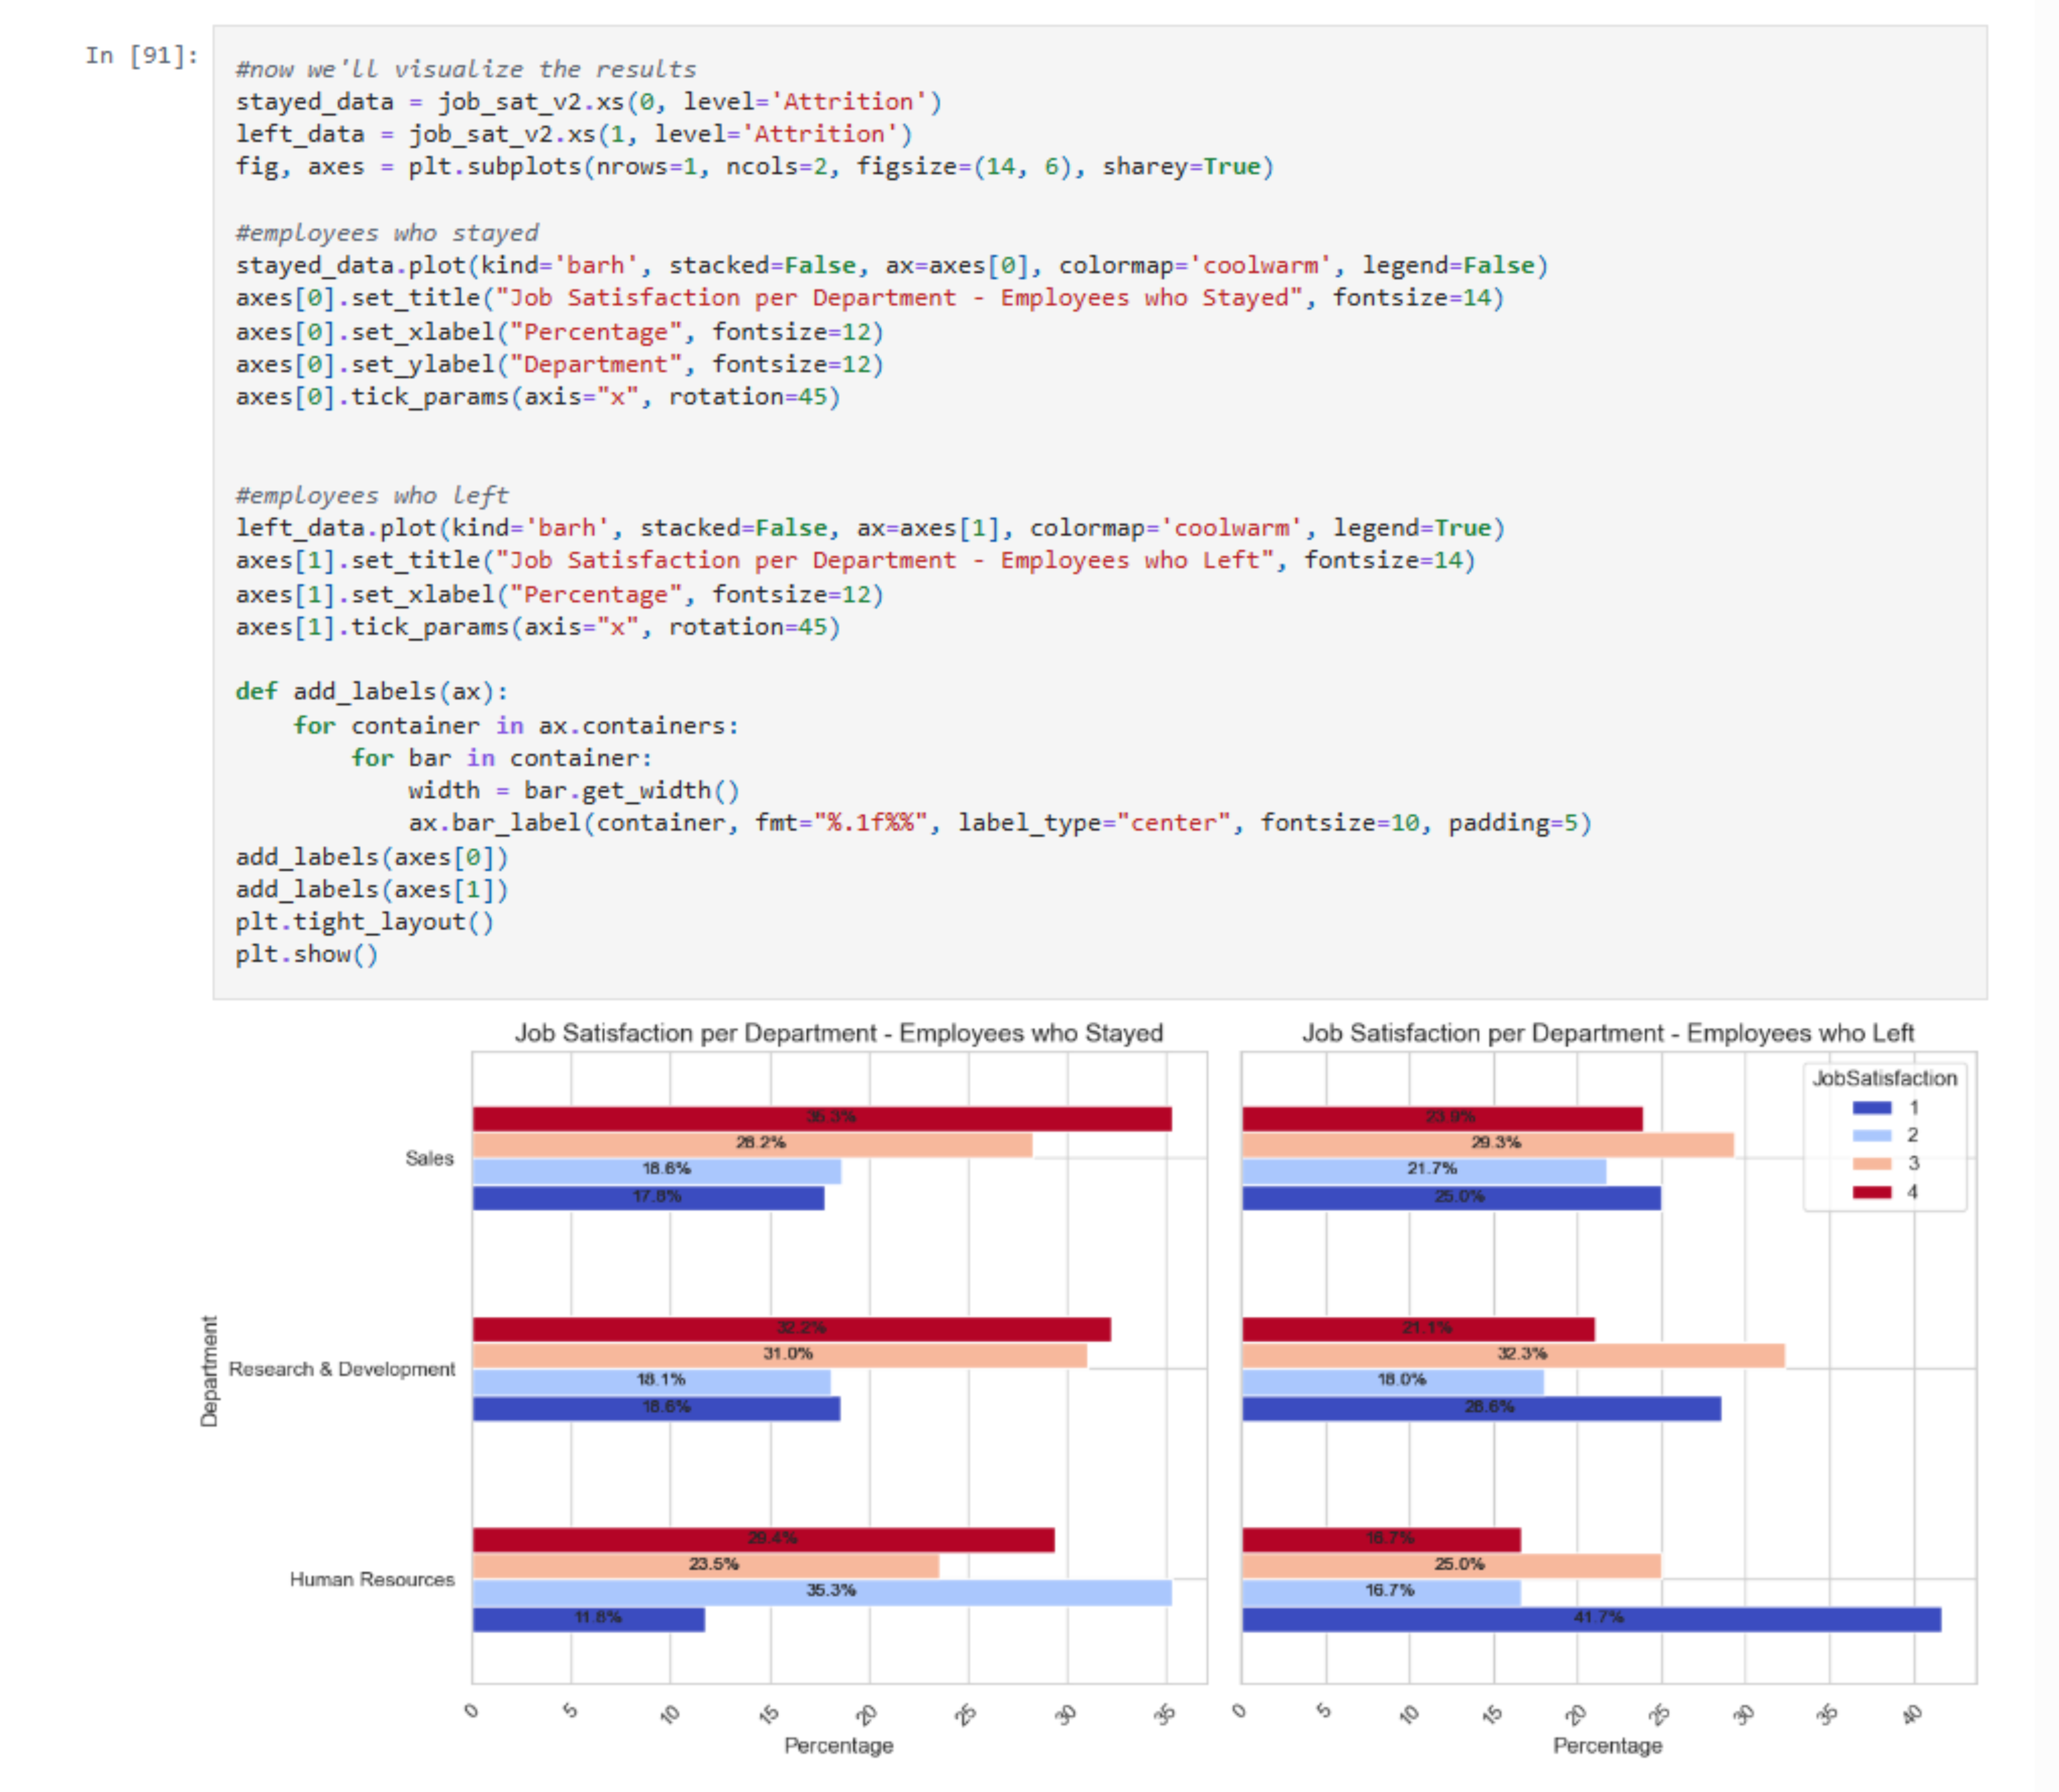 In [91]:
#now we'll visualize the results
stayed_data = job_sat_v2.xs(0, level='Attrition')
left_data = job_sat_v2.xs(1, level='Attrition')
fig, axes = plt.subplots(nrows=1, ncols=2, figsize=(14, 6), sharey=True)
#employees who stayed
stayed_data.plot(kind='barh', stacked=False, ax=axes[0], colormap='coolwarm', legend=False)
axes[0].set_title("Job Satisfaction per Department - Employees who Stayed", fontsize=14)
axes[0].set_xlabel("Percentage", fontsize=12)
axes[0].set_ylabel("Department", fontsize=12)
axes[0].tick_params(axis="x", rotation=45)
#employees who left
left_data.plot(kind='barh', stacked=False, ax=axes[1], colormap='coolwarm', legend=True)
axes[1].set_title("Job Satisfaction per Department - Employees who Left", fontsize=14)
axes[1].set_xlabel("Percentage", fontsize=12)
axes[1].tick_params(axis="x", rotation=45)
def add_labels(ax):
    for container in ax.containers:
        for bar in container:
            width = bar.get_width()
            ax.bar_label(container, fmt="%.1f%%", label_type="center", fontsize=10, padding=5)
add_labels(axes[0])
add_labels(axes[1])
plt.tight_layout()
plt.show()
Job Satisfaction per Department - Employees who Stayed
Department
Sales
35.3%
28.2%
18.6%
17.8%
Research & Development
32.2%
31.0%
18.1%
18.6%
Human Resources
29.4%
23.5%
35.3%
11.8%
0 5 10 15 20 25 30 35
Percentage
Job Satisfaction per Department - Employees who Left
JobSatisfaction
1
2
3
4
23.9%
29.3%
21.7%
25.0%
21.1%
32.3%
18.0%
28.6%
16.7%
25.0%
16.7%
41.7%
0 5 10 15 20 25 30 35 40
Percentage